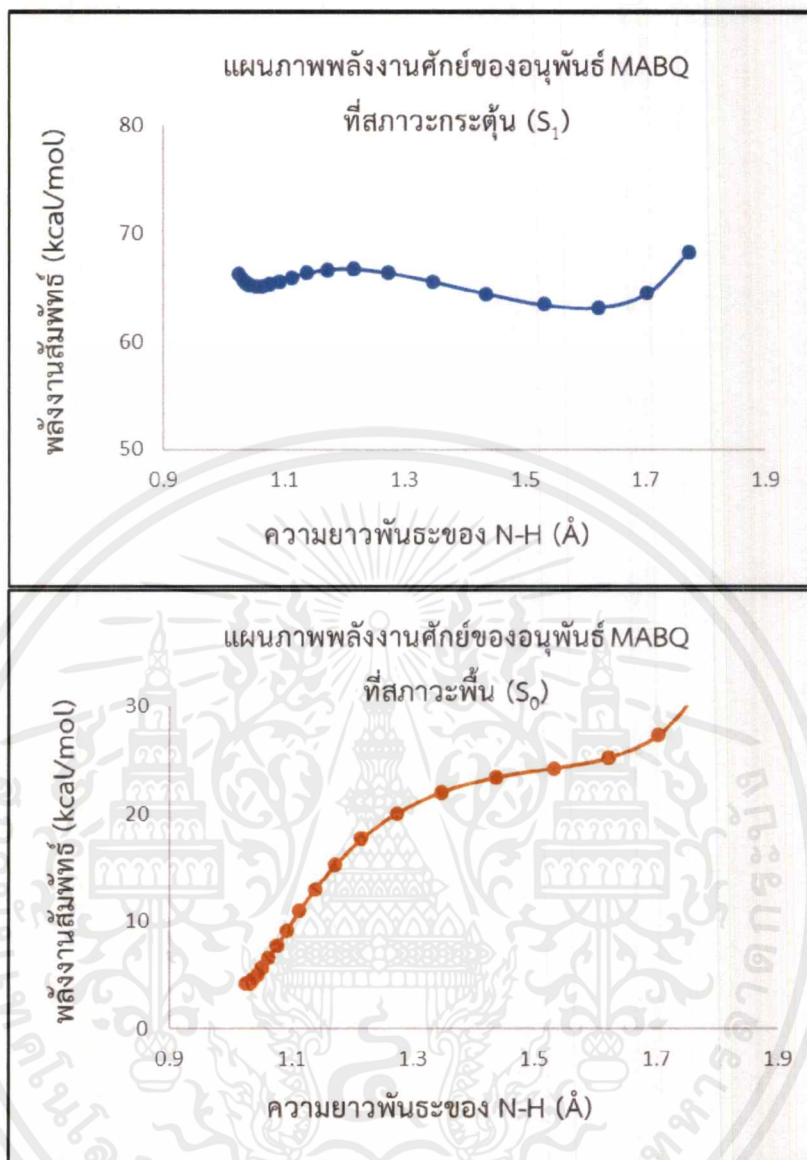 แผนภาพพลังงานศักย์ของอนุพันธ์ MABQ
ที่สภาวะกระตุ้น (S₁)
พลังงานสัมพัทธ์ (kcal/mol)
80
70
60
50
0.9 1.1 1.3 1.5 1.7 1.9
ความยาวพันธะของ N-H (Å)
แผนภาพพลังงานศักย์ของอนุพันธ์ MABQ
ที่สภาวะพื้น (S₀)
พลังงานสัมพัทธ์ (kcal/mol)
30
20
10
0
0.9 1.1 1.3 1.5 1.7 1.9
ความยาวพันธะของ N-H (Å)